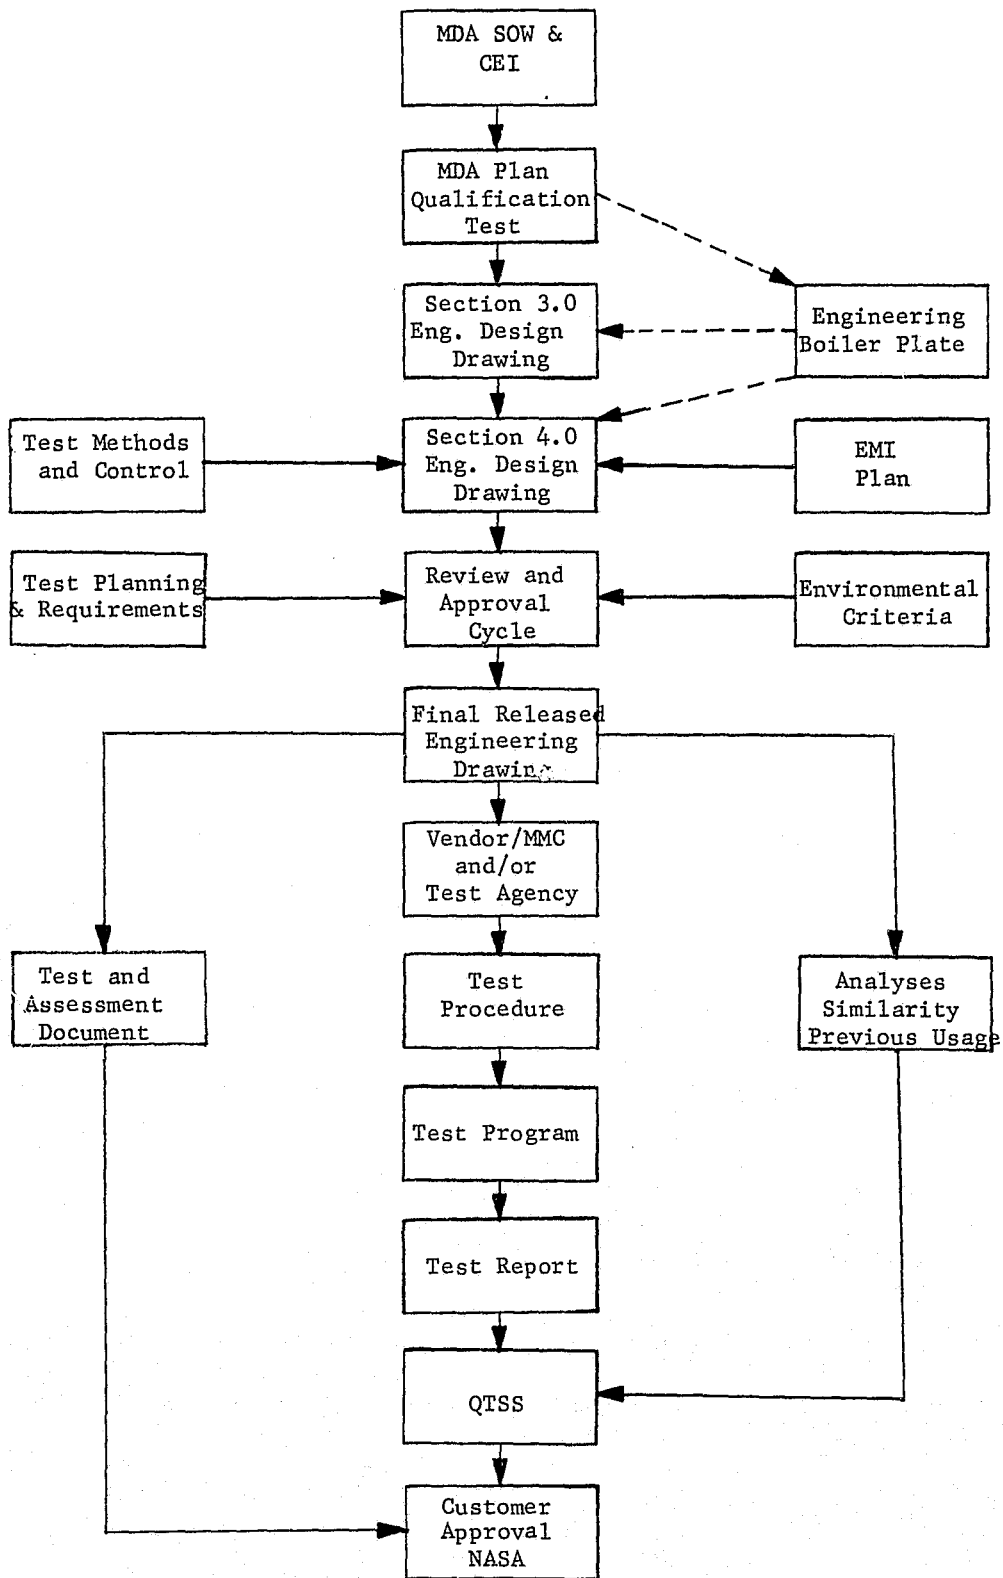 MDA SOW &
CEI
MDA Plan
Qualification
Test
Section 3.0
Eng. Design
Drawing
Engineering
Boiler Plate
Test Methods
and Control
Section 4.0
Eng. Design
Drawing
EMI
Plan
Test Planning
& Requirements
Review and
Approval
Cycle
Environmental
Criteria
Final Released
Engineering
Drawing
Vendor/MMC
and/or
Test Agency
Test and
Assessment
Document
Test
Procedure
Analyses
Similarity
Previous Usage
Test Program
Test Report
QTSS
Customer
Approval
NASA